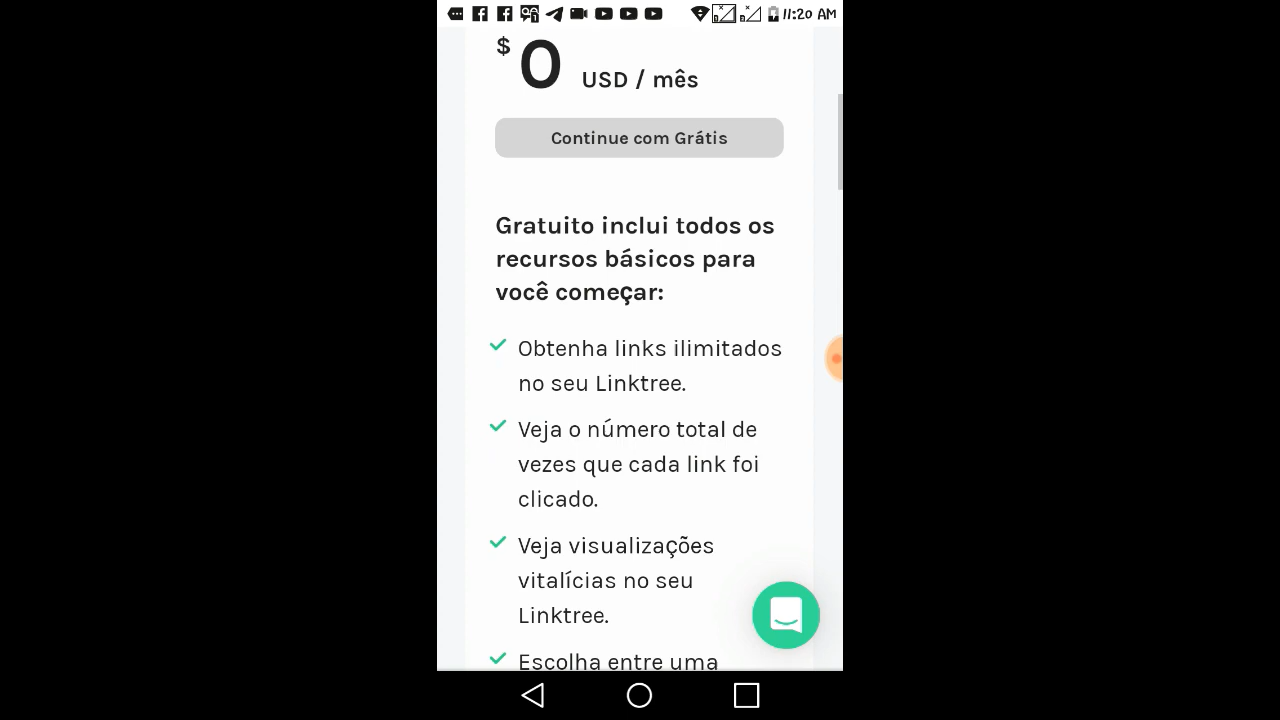 11:20 AM
$ 0 USD / mês
Continue com Grátis
Gratuito inclui todos os
recursos básicos para
você começar:
Obtenha links ilimitados
no seu Linktree.
Veja o número total de
vezes que cada link foi
clicado.
Veja visualizações
vitalícias no seu
Linktree.
Escolha entre uma